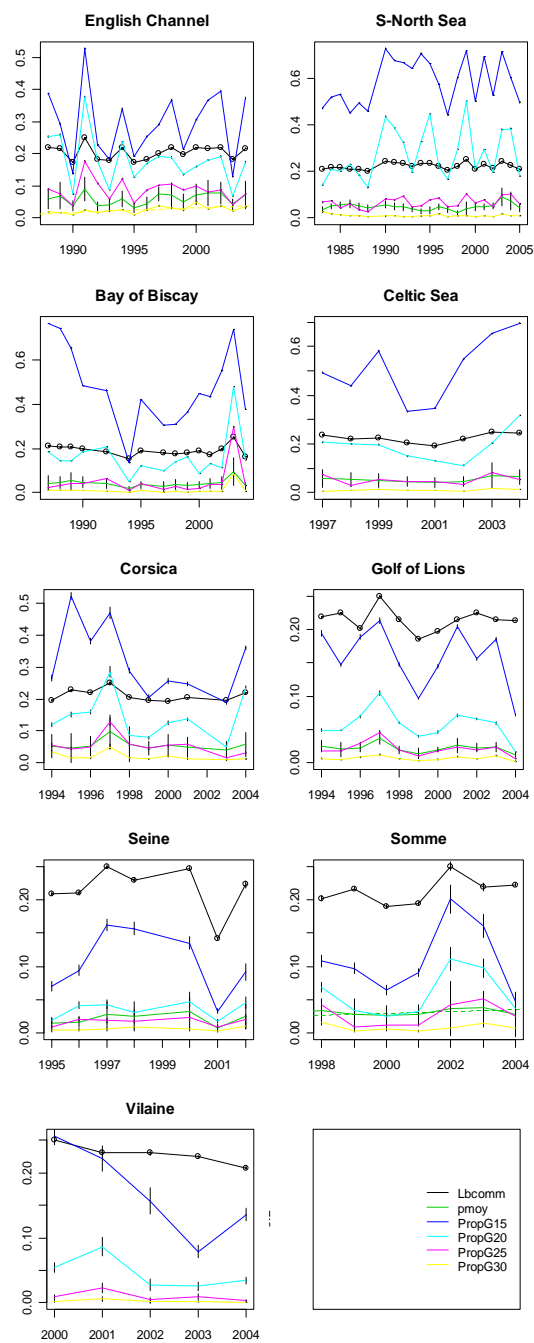 English Channel
0.0 0.1 0.2 0.3 0.4 0.5
1990 1995 2000
S-North Sea
0.0 0.2 0.4 0.6
1985 1990 1995 2000 2005
Bay of Biscay
0.0 0.2 0.4 0.6
1990 1995 2000
Celtic Sea
0.0 0.2 0.4 0.6
1997 1999 2001 2003
Corsica
0.0 0.1 0.2 0.3 0.4 0.5
1994 1996 1998 2000 2002 2004
Golf of Lions
0.00 0.10 0.20
1994 1996 1998 2000 2002 2004
Seine
0.00 0.10 0.20
1995 1997 1999 2001
Somme
0.00 0.10 0.20
1998 1999 2000 2001 2002 2003 2004
Vilaine
0.00 0.10 0.20
2000 2001 2002 2003 2004
Lbcomm
pmoy
PropG15
PropG20
PropG25
PropG30